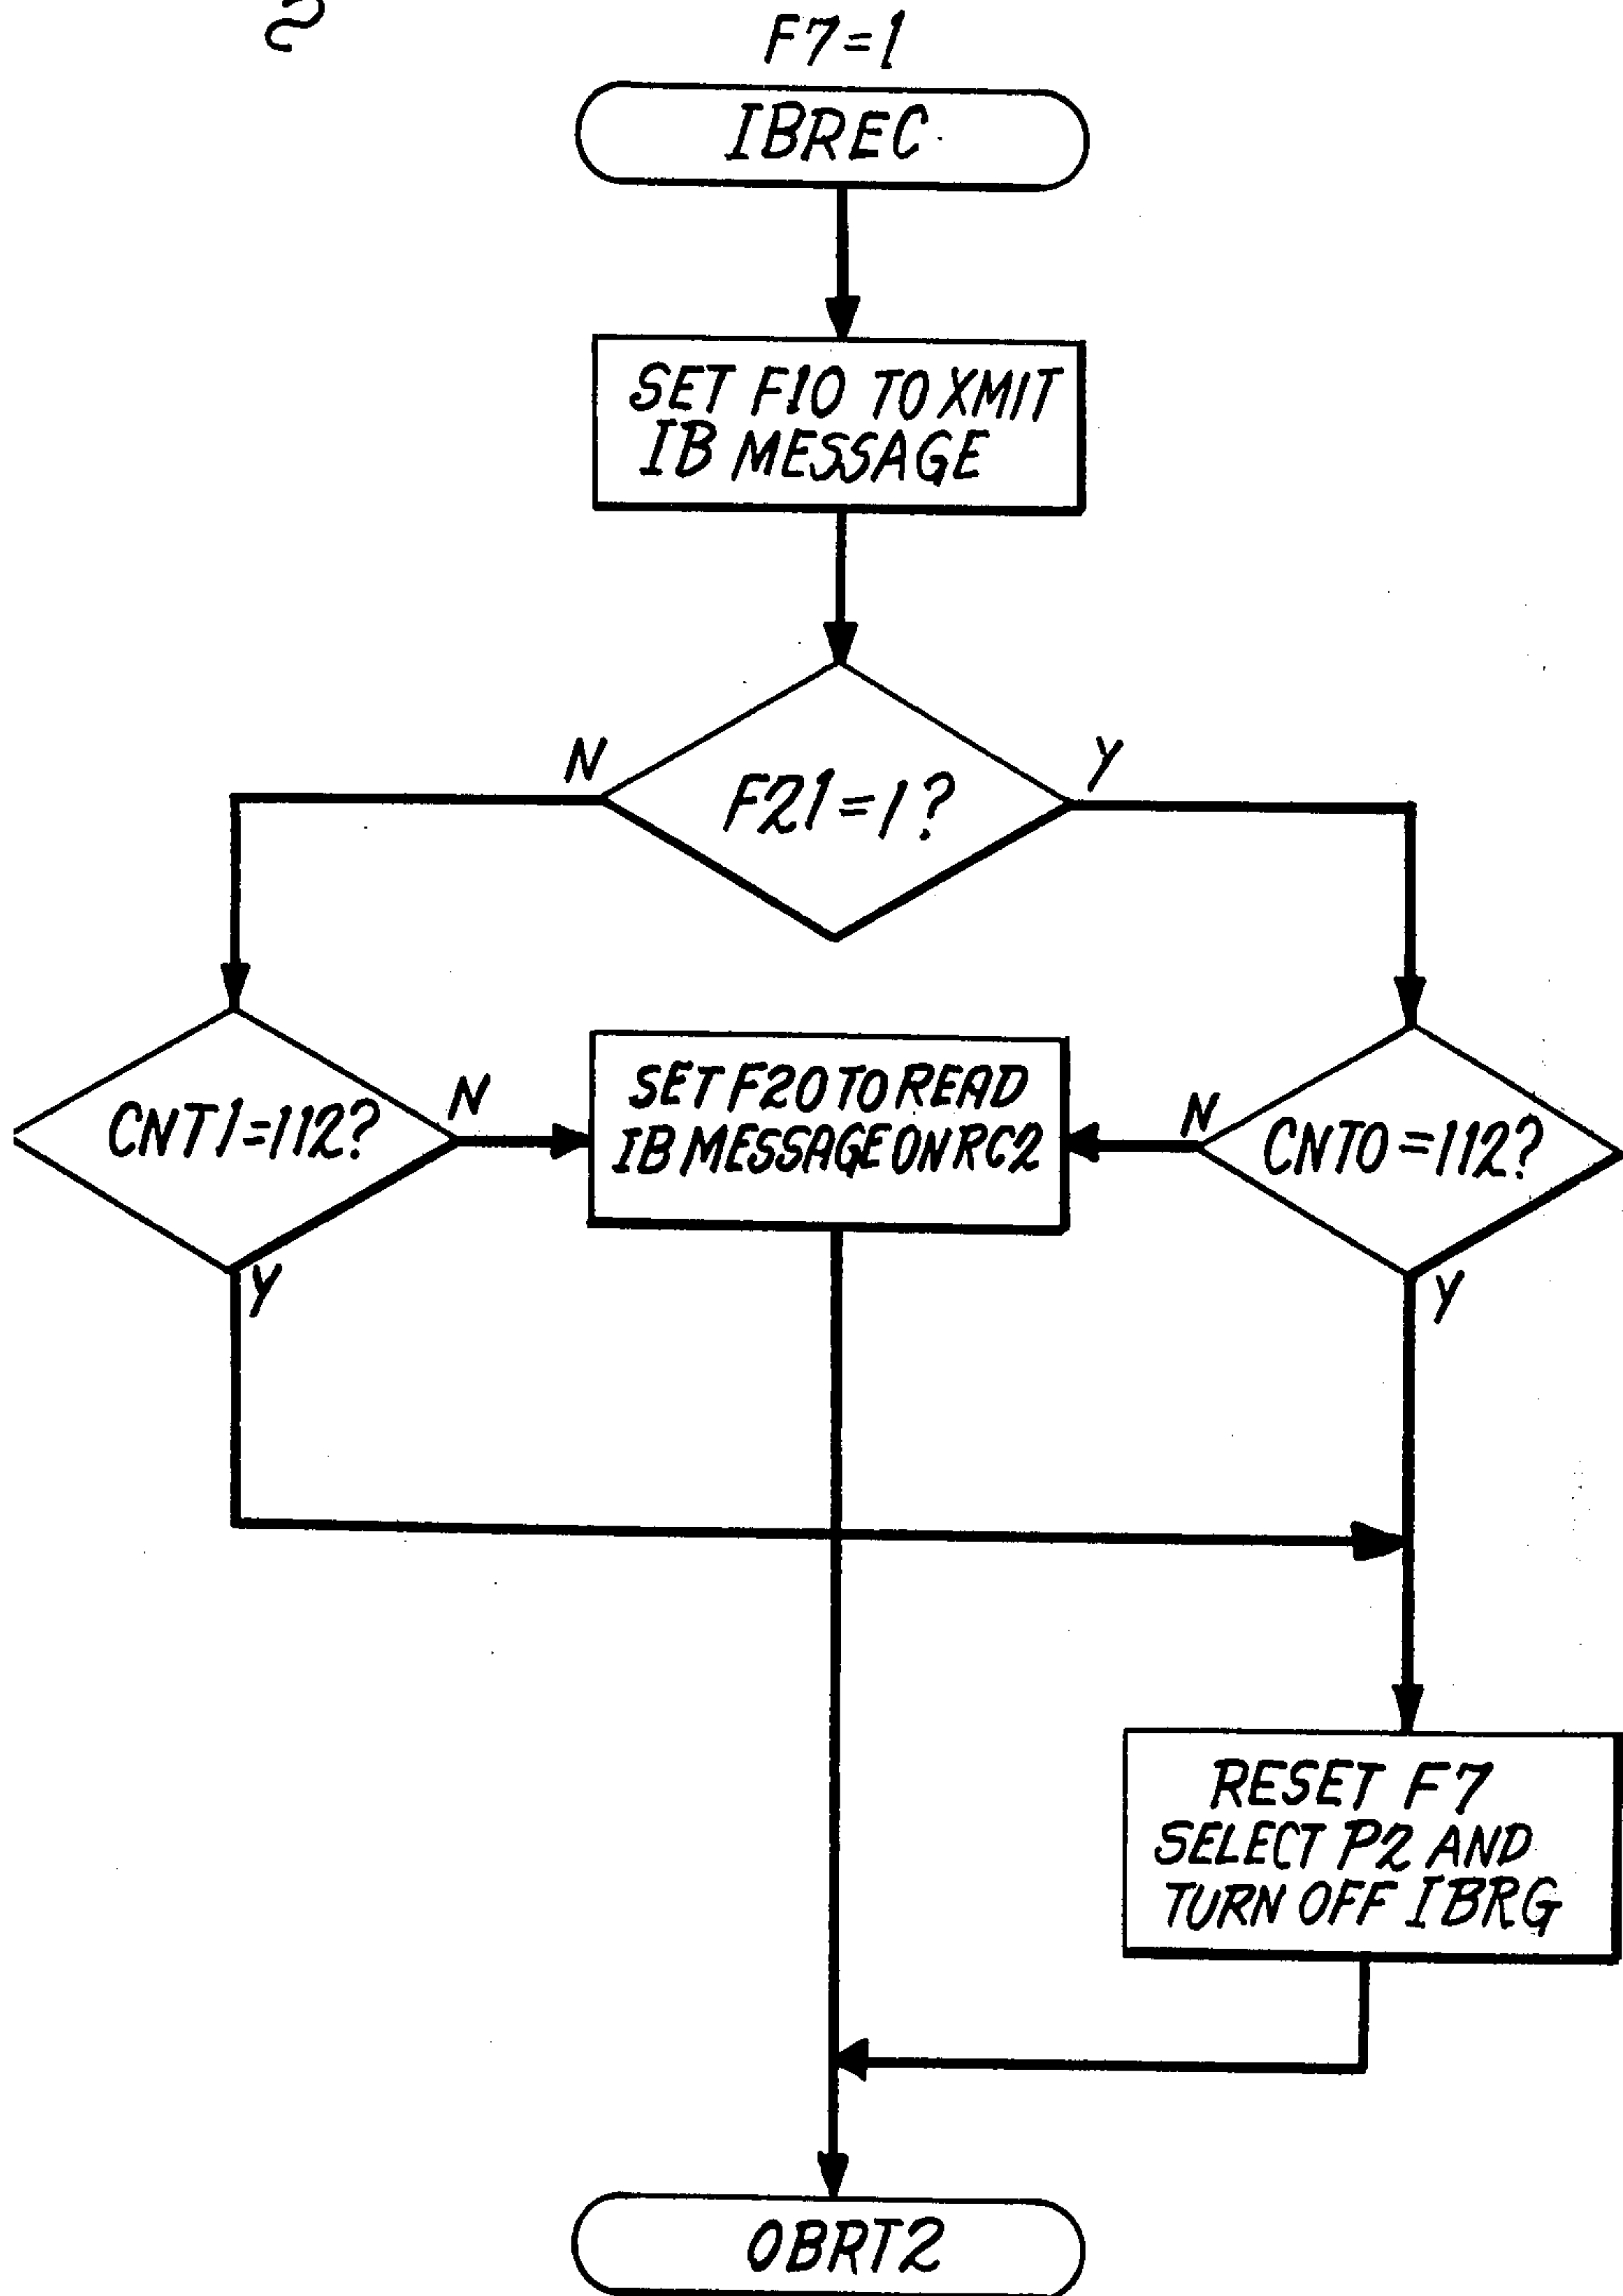 F7=1
IBREC
SET F10 TO XMIT
IB MESSAGE
N
Y
F21=1?
CNT1=112?
N
SET F20 TO READ
IB MESSAGE ON RC2
N
CNT0=112?
Y
Y
RESET F7
SELECT P2 AND
TURN OFF IBRG
OBRT2